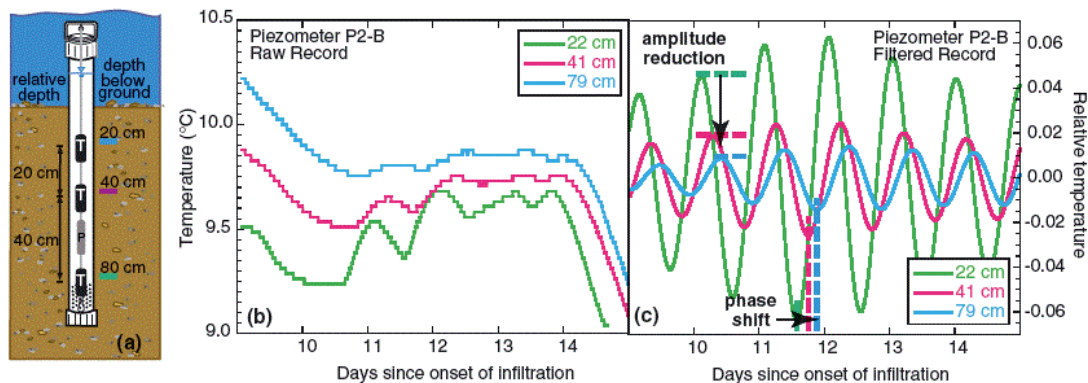 relative
depth
depth
below
ground
T
20 cm
20 cm
T
40 cm
P
40 cm
80 cm
T
(a)
10.5
10.0
9.5
9.0
Temperature (°C)
Piezometer P2-B
Raw Record
22 cm
41 cm
79 cm
(b)
10 11 12 13 14
Days since onset of infiltration
amplitude
reduction
Piezometer P2-B
Filtered Record
0.06
0.04
0.02
0.00
-0.02
-0.04
-0.06
Relative temperature
phase
shift
22 cm
41 cm
79 cm
(c)
10 11 12 13 14
Days since onset of infiltration